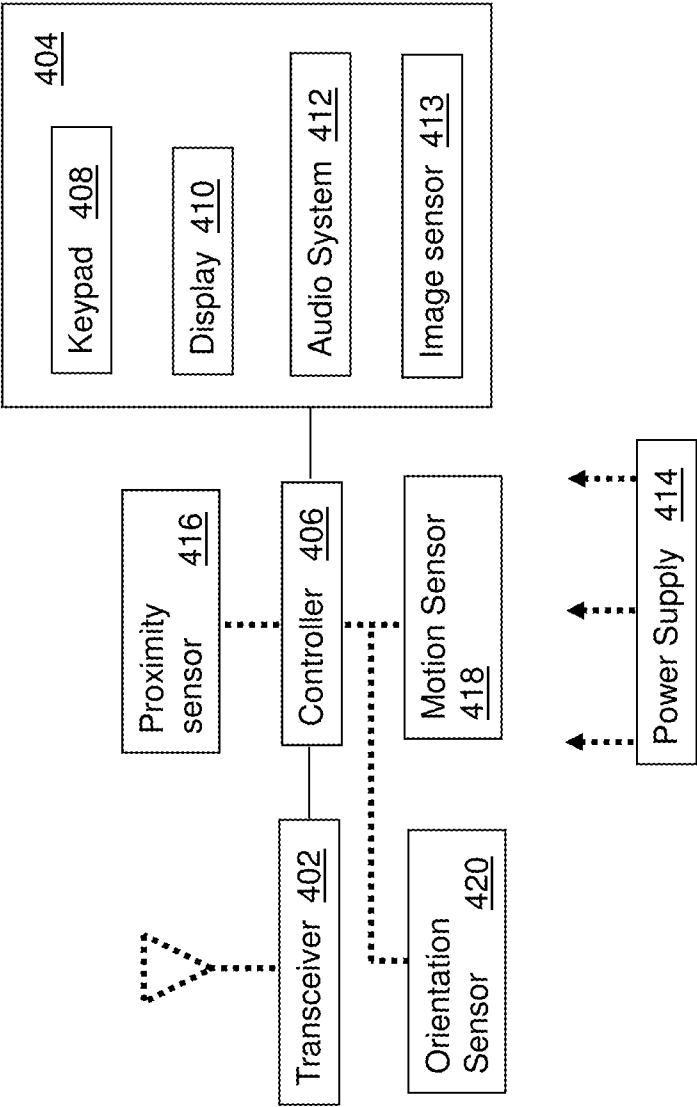 404
Keypad 408
Display 410
Audio System 412
Image sensor 413
Proximity
sensor 416
Controller 406
Motion Sensor
418
Transceiver 402
Orientation
Sensor 420
Power Supply 414